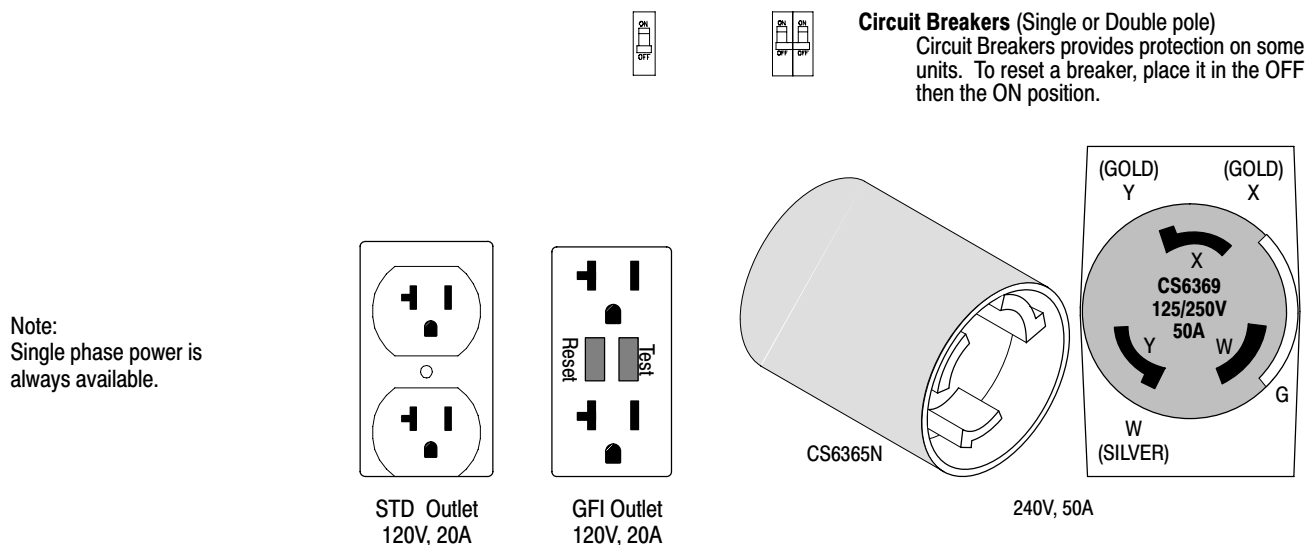 ON
OFF
ON ON
OFF OFF
Circuit Breakers (Single or Double pole)
Circuit Breakers provides protection on some
units. To reset a breaker, place it in the OFF
then the ON position.
Note:
Single phase power is
always available.
STD Outlet
120V, 20A
Reset
Test
GFI Outlet
120V, 20A
CS6365N
(GOLD)
Y
(GOLD)
X
X
CS6369
125/250V
50A
Y
W
G
W
(SILVER)
240V, 50A